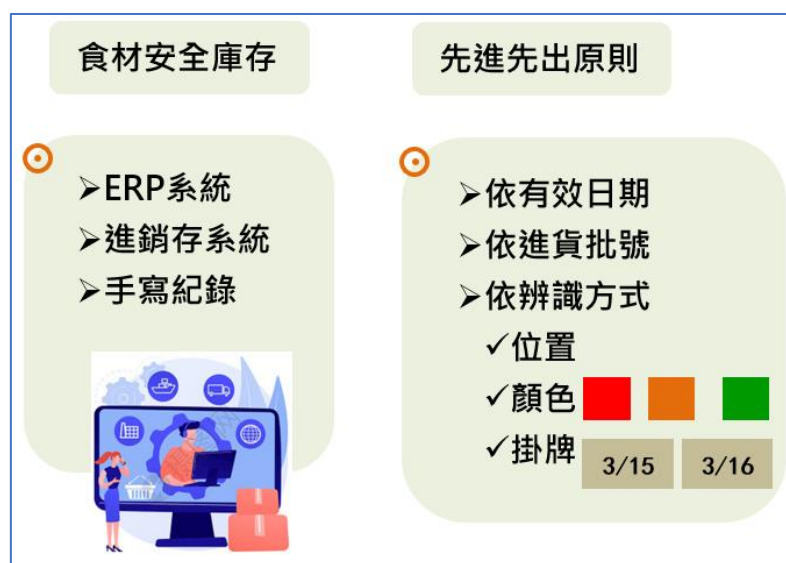 食材安全庫存
➢ERP系統
➢進銷存系統
➢手寫紀錄
先進先出原則
➢依有效日期
➢依進貨批號
➢依辨識方式
✓位置
✓顏色
✓掛牌 3/15 3/16